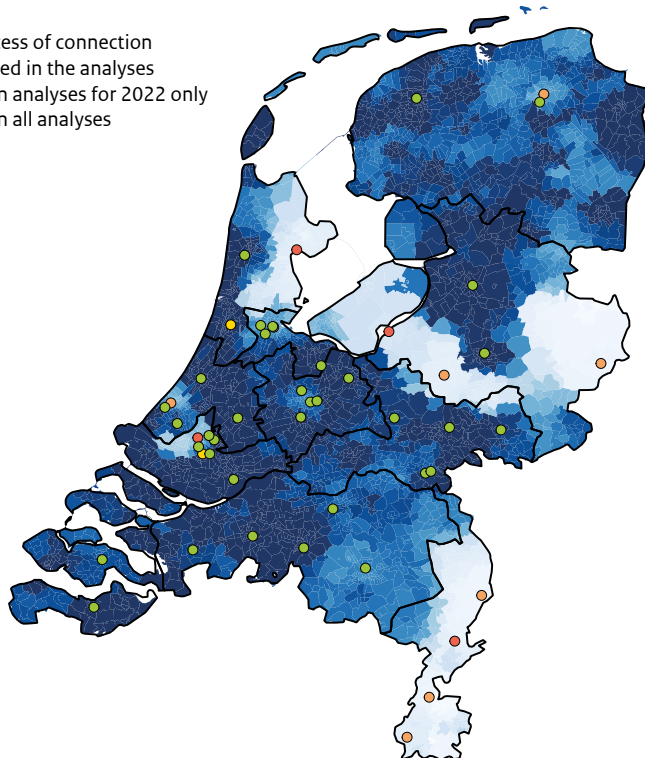 ess of connection
ed in the analyses
n analyses for 2022 only
n all analyses